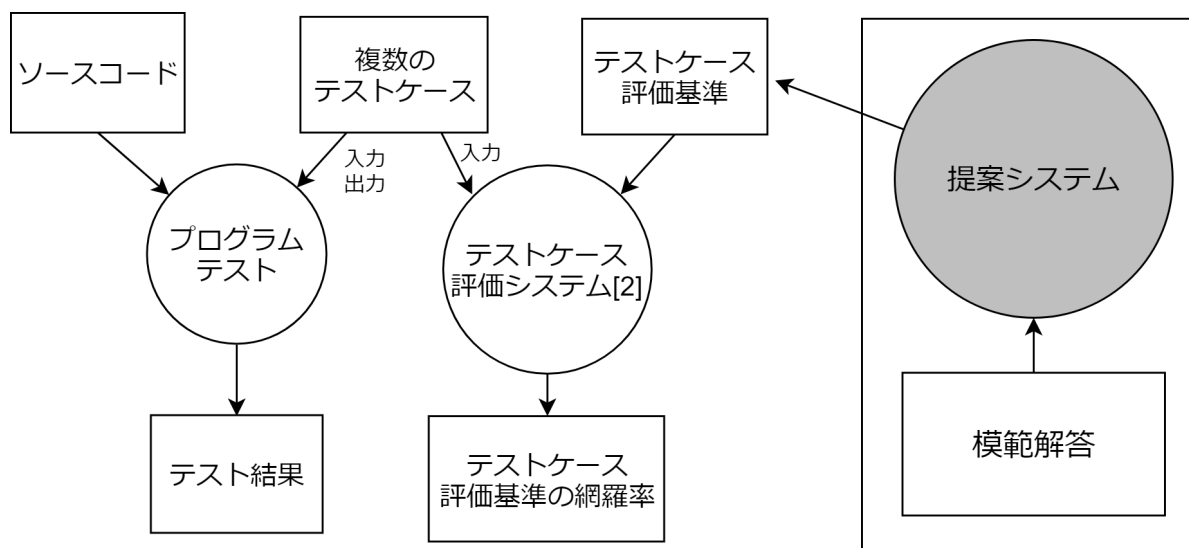 ソースコード
複数の
テストケース
テストケース
評価基準
提案システム
入力
出力
入力
プログラム
テスト
テストケース
評価システム[2]
テスト結果
テストケース
評価基準の網羅率
模範解答